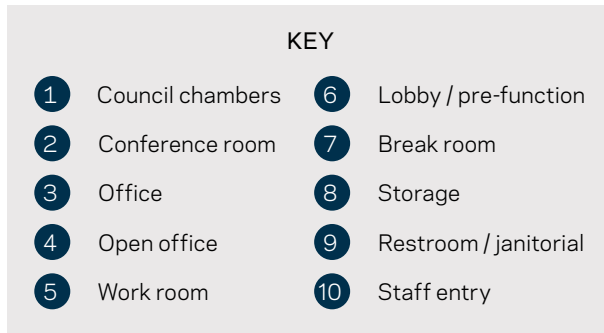 KEY
1 Council chambers
2 Conference room
3 Office
4 Open office
5 Work room
6 Lobby / pre-function
7 Break room
8 Storage
9 Restroom / janitorial
10 Staff entry